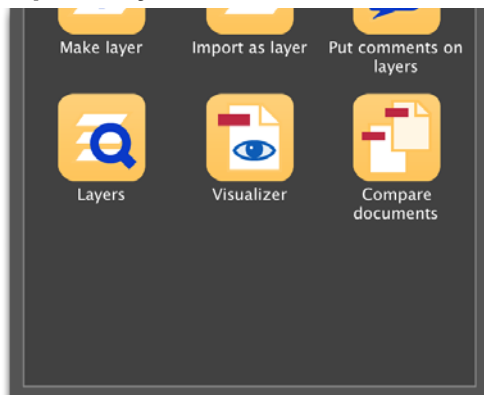 Make layer
Import as layer
Put comments on
layers
Layers
Visualizer
Compare
documents